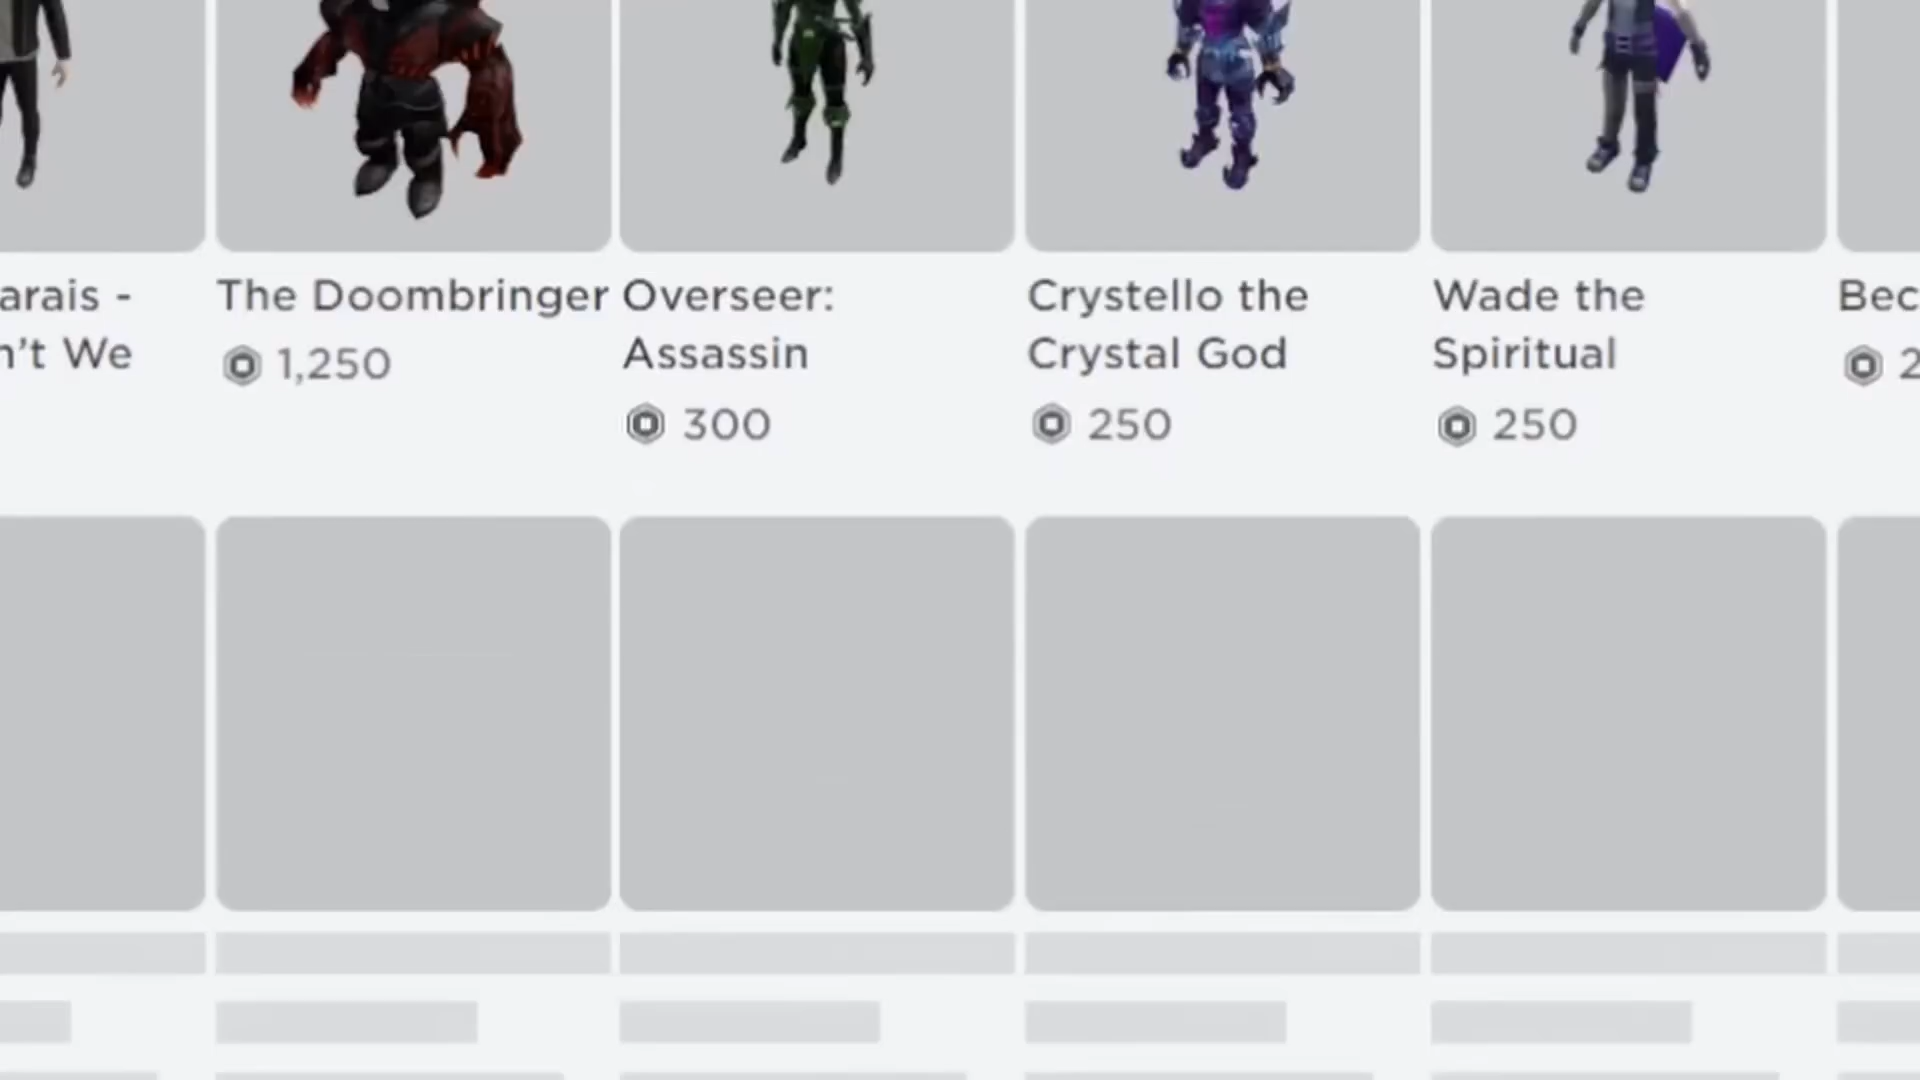 arais -
n't We
The Doombringer
1,250
Overseer:
Assassin
300
Crystello the
Crystal God
250
Wade the
Spiritual
250
Bec
2